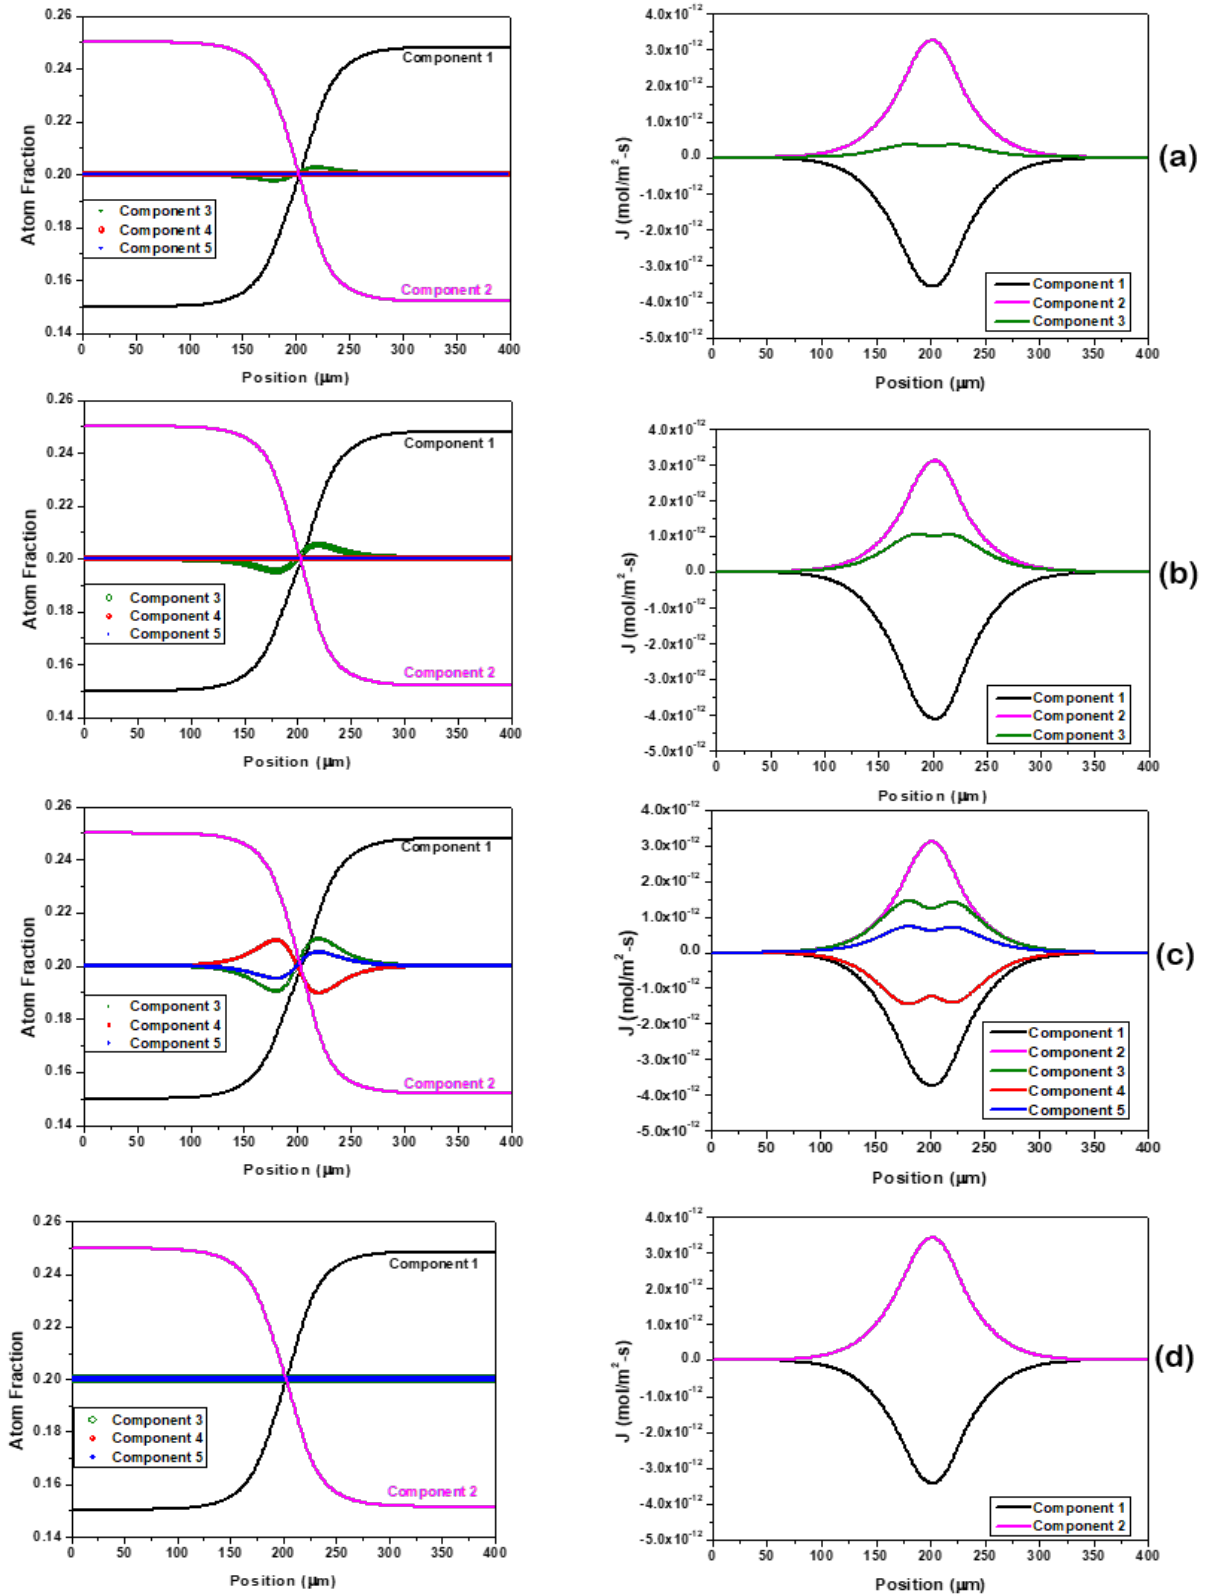 0.26
0.24
0.22
0.20
0.18
0.16
0.14
Atom Fraction
Component 1
Component 3
Component 4
Component 5
Component 2
0 50 100 150 200 250 300 350 400
Position (µm)
4.0x10-12
3.0x10-12
2.0x10-12
1.0x10-12
0.0
-1.0x10-12
-2.0x10-12
-3.0x10-12
-4.0x10-12
-5.0x10-12
J (mol/m2-s)
Component 1
Component 2
Component 3
0 50 100 150 200 250 300 350 400
Position (µm)
(a)
0.26
0.24
0.22
0.20
0.18
0.16
0.14
Atom Fraction
Component 1
Component 3
Component 4
Component 5
Component 2
0 50 100 150 200 250 300 350 400
Position (µm)
4.0x10-12
3.0x10-12
2.0x10-12
1.0x10-12
0.0
-1.0x10-12
-2.0x10-12
-3.0x10-12
-4.0x10-12
-5.0x10-12
J (mol/m2-s)
Component 1
Component 2
Component 3
0 50 100 150 200 250 300 350 400
Position (µm)
(b)
0.26
0.24
0.22
0.20
0.18
0.16
0.14
Atom Fraction
Component 1
Component 3
Component 4
Component 5
Component 2
0 50 100 150 200 250 300 350 400
Position (µm)
4.0x10-12
3.0x10-12
2.0x10-12
1.0x10-12
0.0
-1.0x10-12
-2.0x10-12
-3.0x10-12
-4.0x10-12
-5.0x10-12
J (mol/m2-s)
Component 1
Component 2
Component 3
Component 4
Component 5
0 50 100 150 200 250 300 350 400
Position (µm)
(c)
0.26
0.24
0.22
0.20
0.18
0.16
0.14
Atom Fraction
Component 1
Component 3
Component 4
Component 5
Component 2
0 50 100 150 200 250 300 350 400
Position (µm)
4.0x10-12
3.0x10-12
2.0x10-12
1.0x10-12
0.0
-1.0x10-12
-2.0x10-12
-3.0x10-12
-4.0x10-12
-5.0x10-12
J (mol/m2-s)
Component 1
Component 2
0 50 100 150 200 250 300 350 400
Position (µm)
(d)